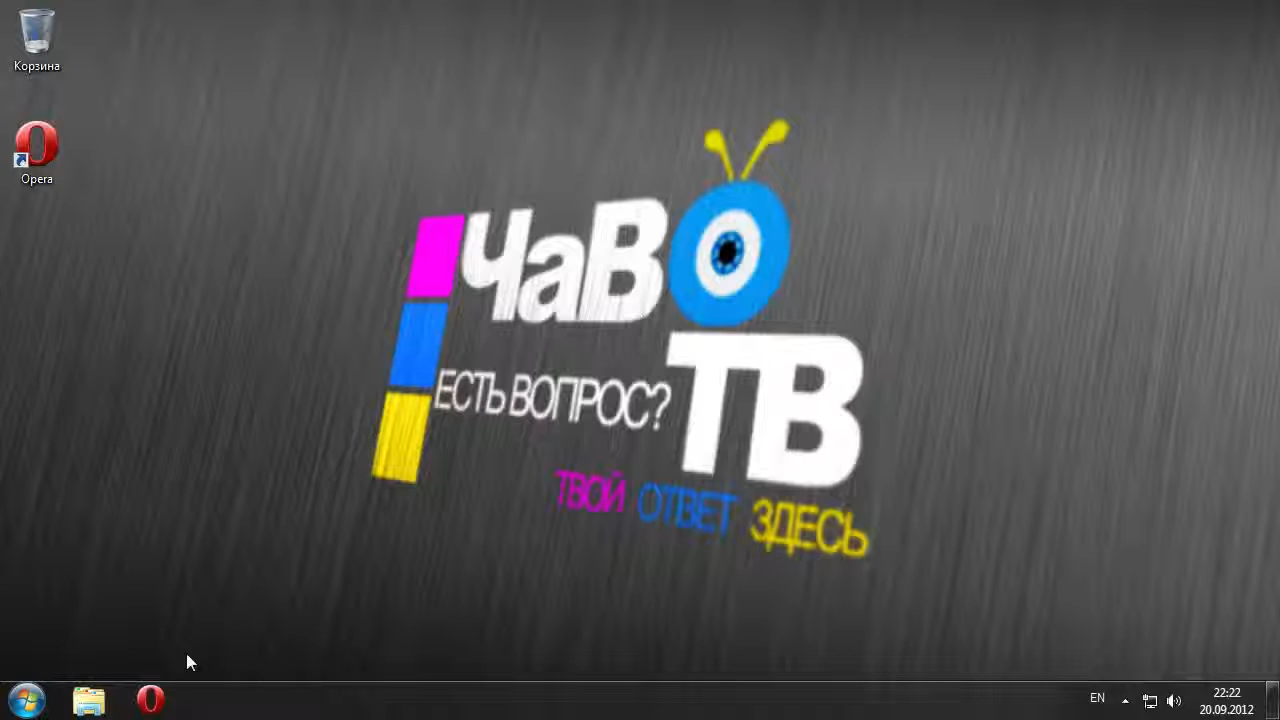 Корзина
Opera
ЧаВО
ТВ
ЕСТЬ ВОПРОС?
ТВОЙ ОТВЕТ ЗДЕСЬ
EN
22:22
20.09.2012